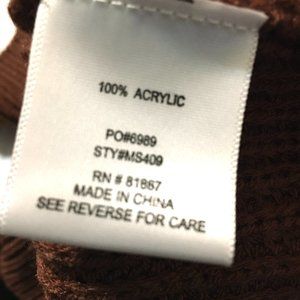 100% ACRYLIC
PO#6989
STY#MS409
RN # 81867
MADE IN CHINA
SEE REVERSE FOR CARE